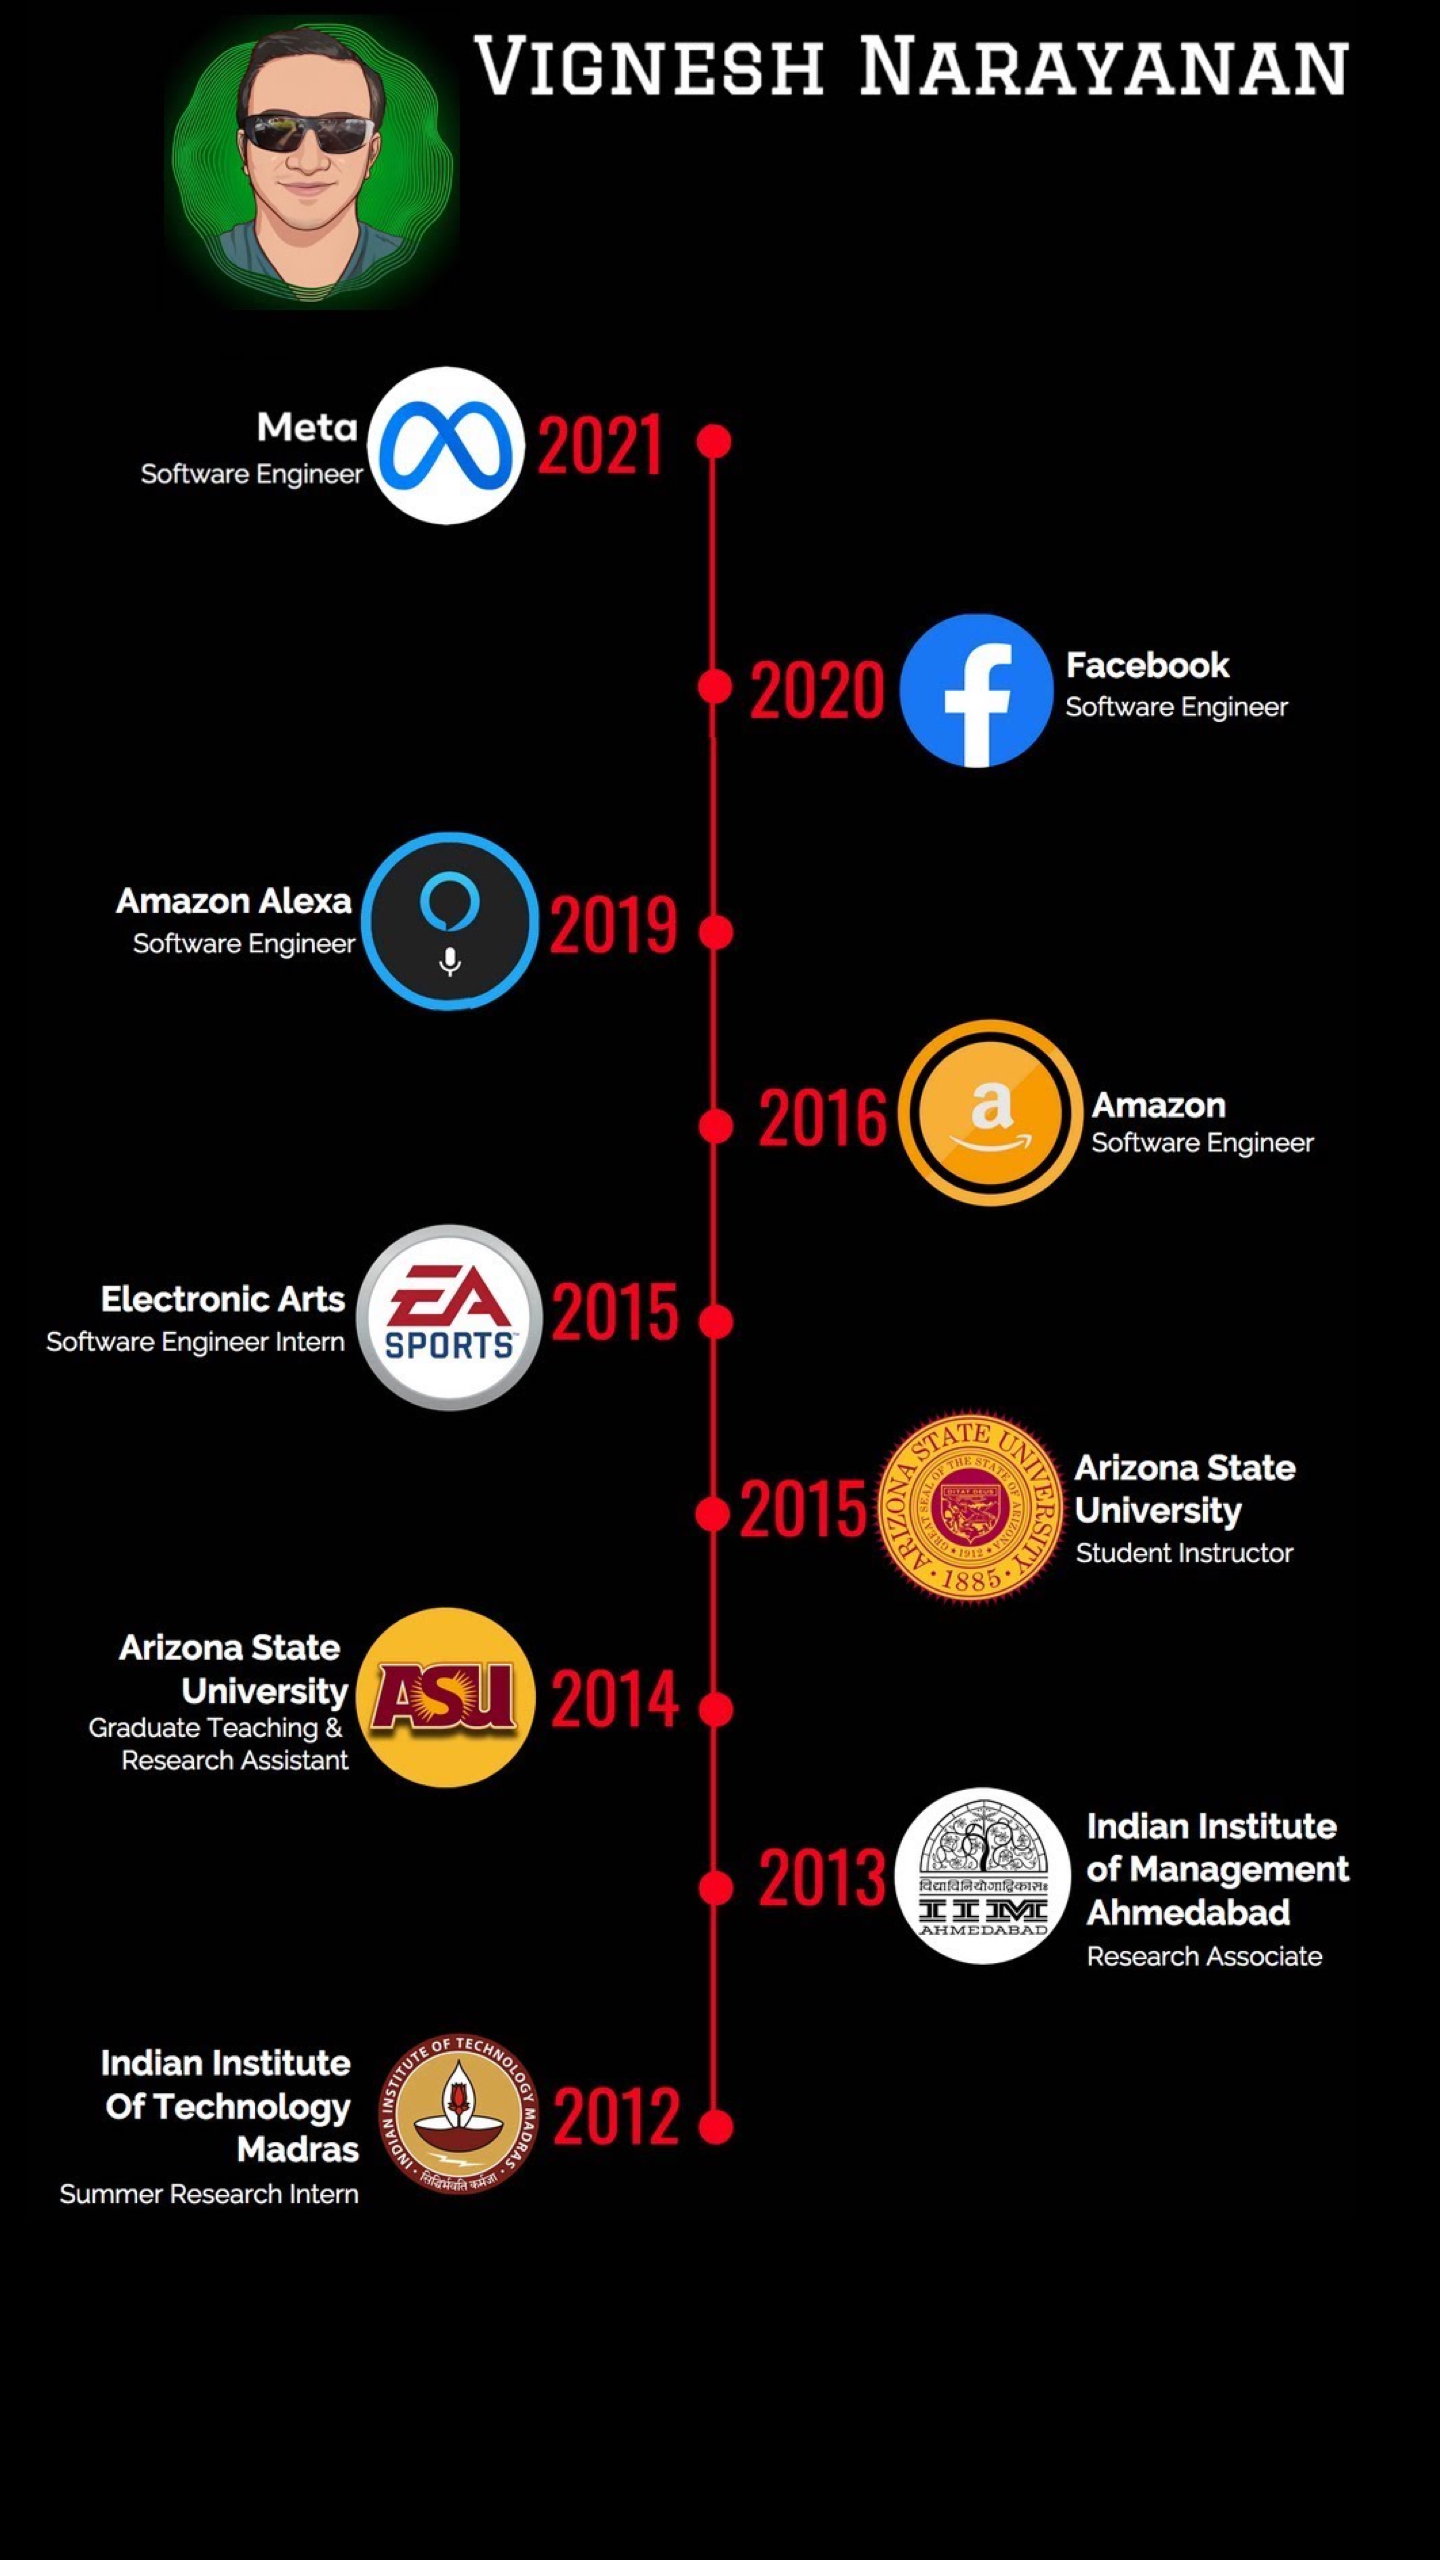 Vignesh Narayanan
Meta
Software Engineer
2021
2020
Facebook
Software Engineer
Amazon Alexa
Software Engineer
2019
2016
a
Amazon
Software Engineer
Electronic Arts
Software Engineer Intern
EA
SPORTS
2015
2015
ARIZONA STATE UNIVERSITY
GREAT SEAL OF THE STATE OF ARIZONA
DITAT DEUS
1912
1885
Arizona State
University
Student Instructor
Arizona State
University
Graduate Teaching &
Research Assistant
ASU
2014
2013
विद्याविनियोगाद्विकासः
IIM
AHMEDABAD
Indian Institute
of Management
Ahmedabad
Research Associate
Indian Institute
Of Technology
Madras
Summer Research Intern
INDIAN INSTITUTE OF TECHNOLOGY MADRAS
सिद्धिर्भवति कर्मजा
2012